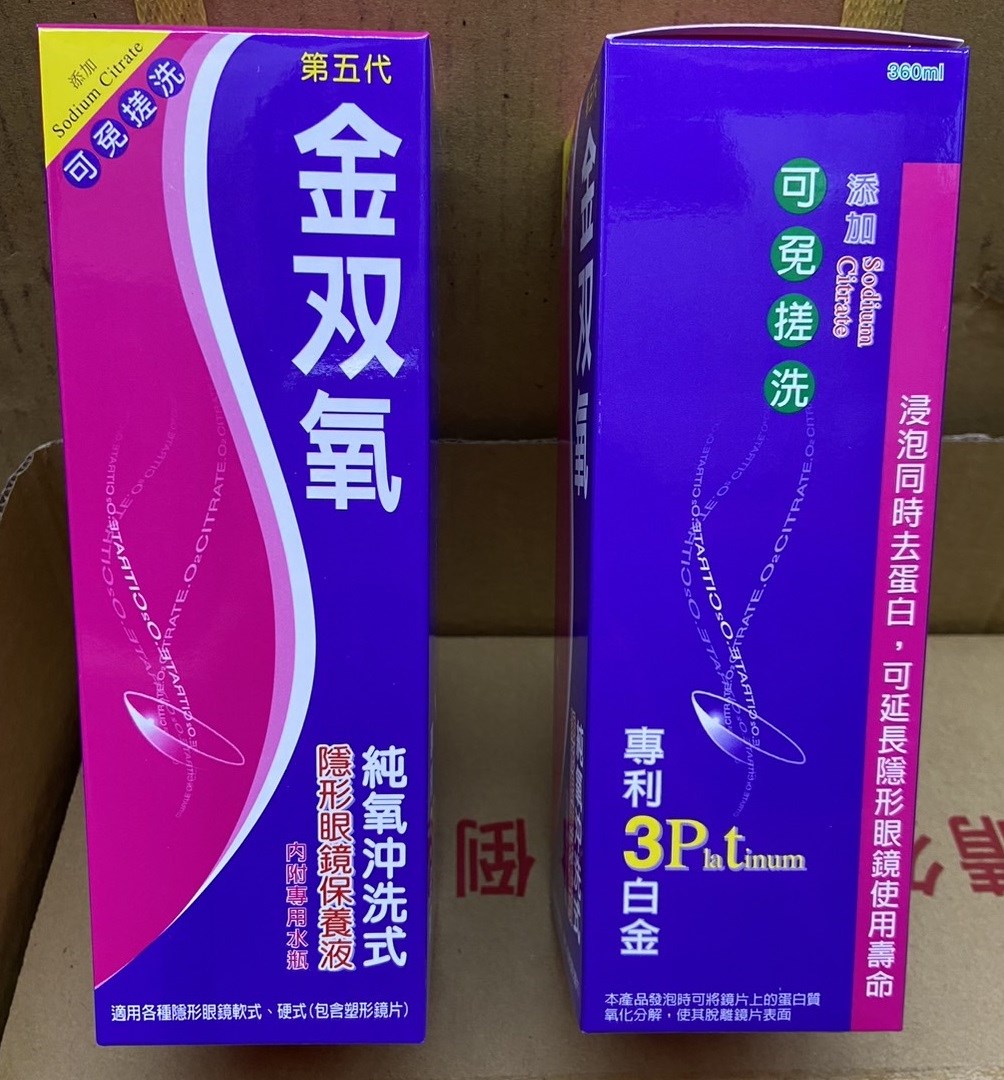 添加
Sodium Citrate
可免搓洗
第五代
金双氧
純氧沖洗式
隱形眼鏡保養液
內附專用水瓶
適用各種隱形眼鏡軟式、硬式(包含塑形鏡片)
360ml
添加 Sodium Citrate
可免搓洗
浸泡同時去蛋白，可延長隱形眼鏡使用壽命
專利
3Platinum
白金
本產品發泡時可將鏡片上的蛋白質
氧化分解，使其脫離鏡片表面
金双氧
倒